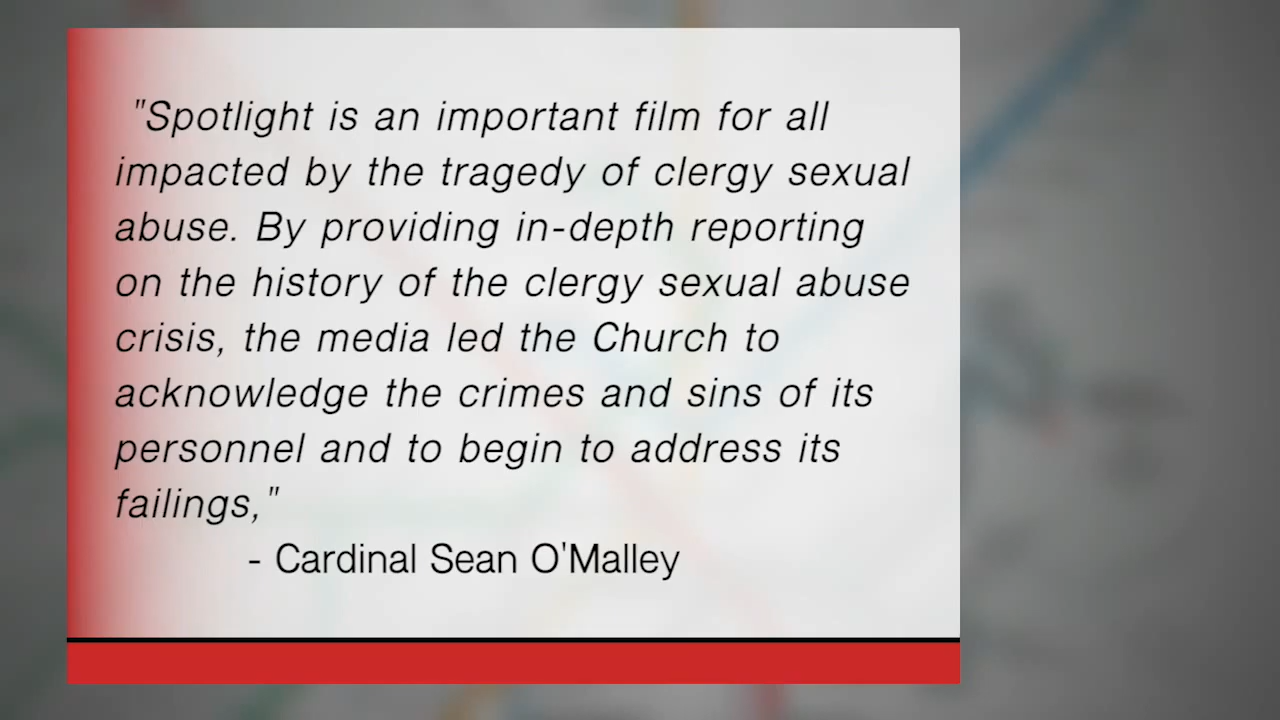 "Spotlight is an important film for all
impacted by the tragedy of clergy sexual
abuse. By providing in-depth reporting
on the history of the clergy sexual abuse
crisis, the media led the Church to
acknowledge the crimes and sins of its
personnel and to begin to address its
failings,"
- Cardinal Sean O'Malley